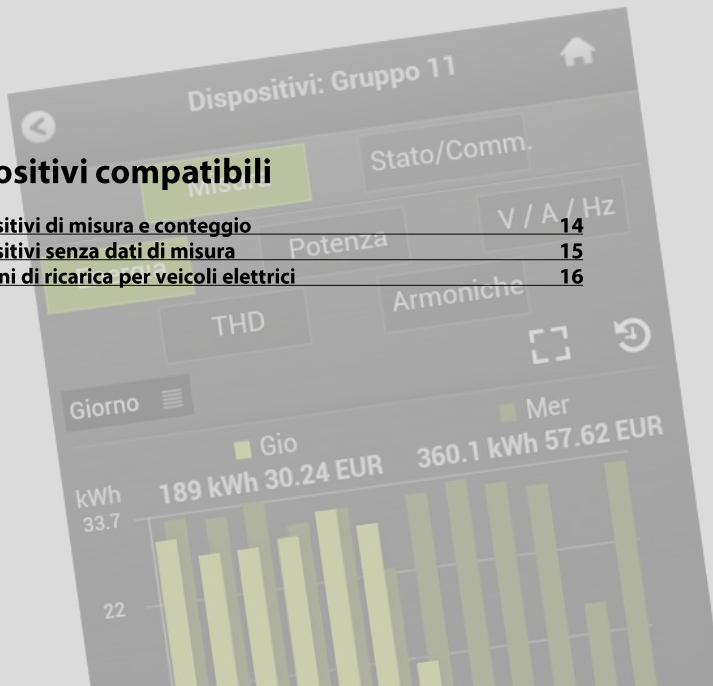 Dispositivi: Gruppo 11
ositivi compatibili
Misura
Stato/Comm.
sitivi di misura e conteggio 14
sitivi senza dati di misura 15
ni di ricarica per veicoli elettrici 16
Energia
Potenza
V / A / Hz
THD
Armoniche
Giorno
Gio
Mer
189 kWh 30.24 EUR
360.1 kWh 57.62 EUR
kWh
33.7
22